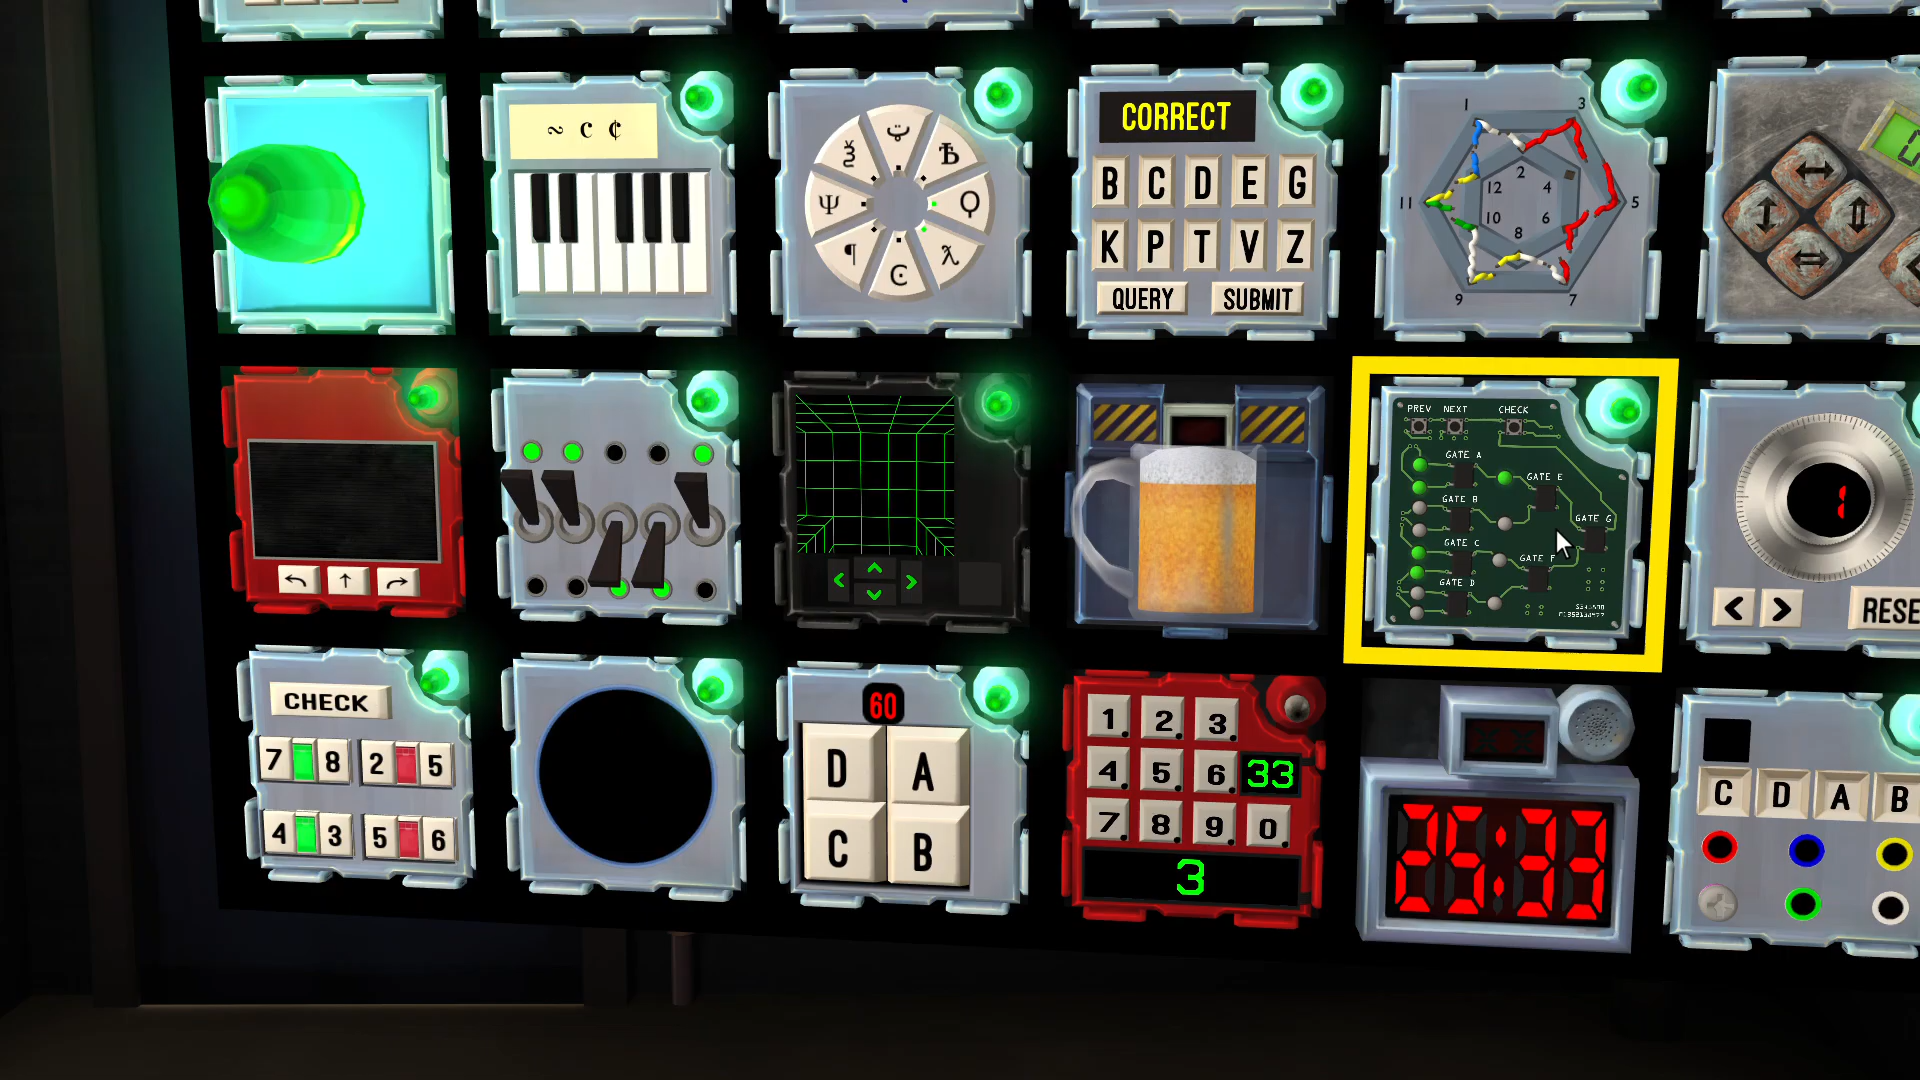 ~ c ¢
ټ
Ѭ
Ѯ
Ψ
Ϙ
¶
ƛ
Ͼ
CORRECT
B C D E G
K P T V Z
QUERY SUBMIT
1 3
12 2 4
11 5
10 6
8
9 7
0
PREV NEXT CHECK
GATE A
GATE E
GATE B
GATE G
GATE C
GATE F
GATE D
1
< >
RESE
CHECK
7 8 2 5
4 3 5 6
60
D A
C B
1 2 3
4 5 6 33
7 8 9 0
3
C D A B